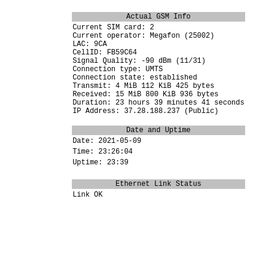 Actual GSM Info
Current SIM card: 2
Current operator: Megafon (25002)
LAC: 9CA
CellID: FB59C64
Signal Quality: -90 dBm (11/31)
Connection type: UMTS
Connection state: established
Transmit: 4 MiB 112 KiB 425 bytes
Received: 15 MiB 800 KiB 936 bytes
Duration: 23 hours 39 minutes 41 seconds
IP Address: 37.28.188.237 (Public)
Date and Uptime
Date: 2021-05-09
Time: 23:26:04
Uptime: 23:39
Ethernet Link Status
Link OK